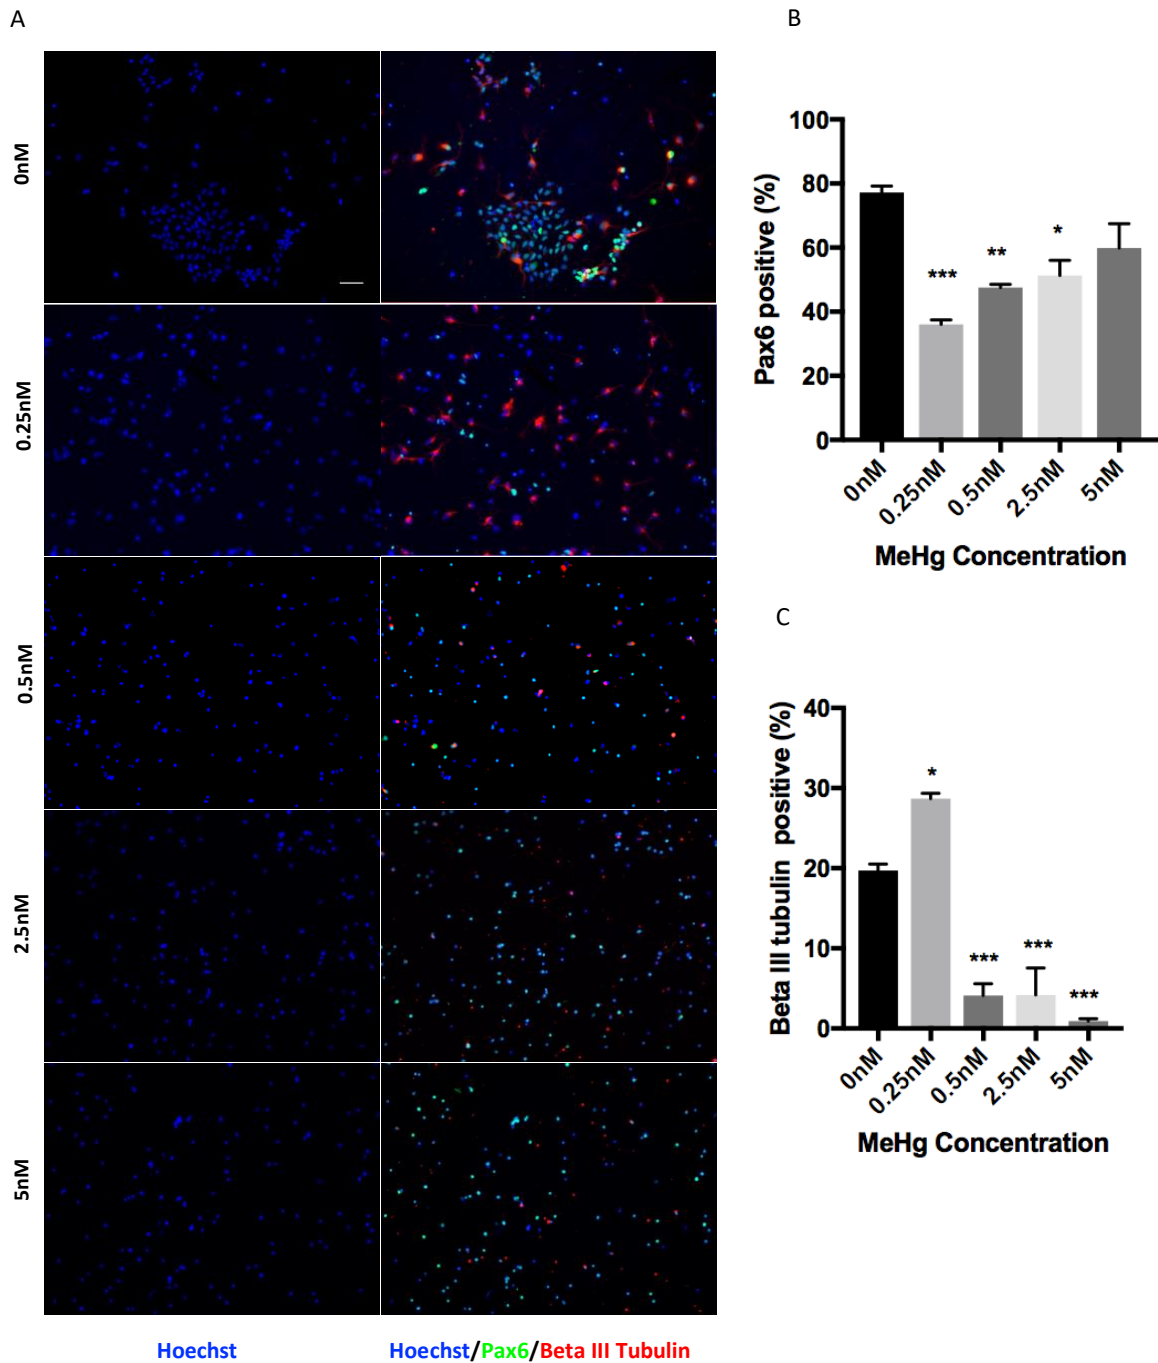 A
0nM
0.25nM
0.5nM
2.5nM
5nM
Hoechst
Hoechst/Pax6/Beta III Tubulin
B
Pax6 positive (%)
100
80
60
40
20
0
***
**
*
0nM
0.25nM
0.5nM
2.5nM
5nM
MeHg Concentration
C
Beta III tubulin positive (%)
40
30
20
10
0
*
***
***
***
0nM
0.25nM
0.5nM
2.5nM
5nM
MeHg Concentration